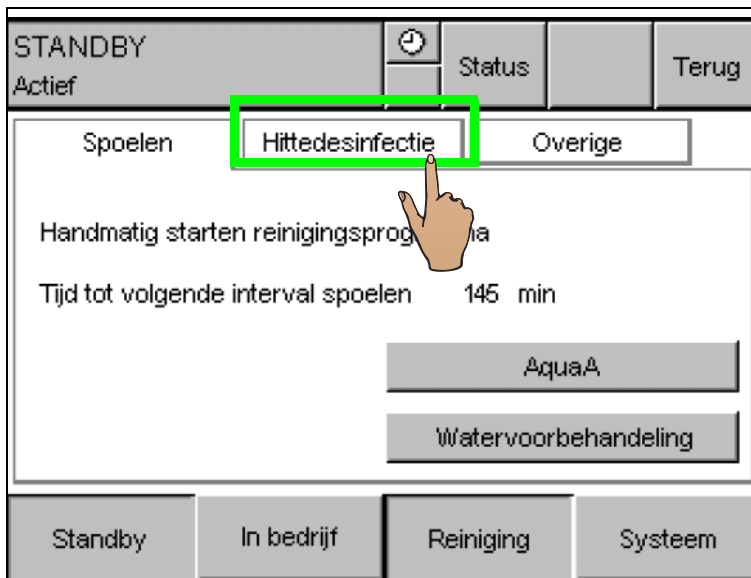 STANDBY
Actief
Status
Terug
Spoelen
Hittedesinfectie
Overige
Handmatig starten reinigingsprog a
Tijd tot volgende interval spoelen 145 min
AquaA
Watervoorbehandeling
Standby
In bedrijf
Reiniging
Systeem